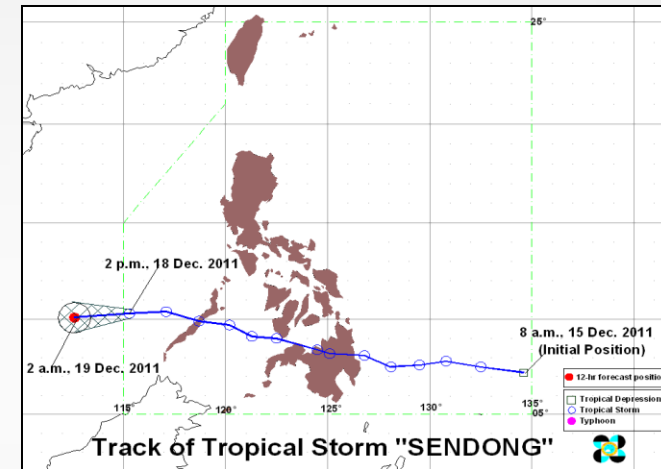 25°
2 p.m., 18 Dec. 2011
8 a.m., 15 Dec. 2011
(Initial Position)
2 a.m., 19 Dec. 2011
12-hr forecast position
Tropical Depression
Tropical Storm
Typhoon
115°
120°
125°
130°
135°
05°
Track of Tropical Storm "SENDONG"